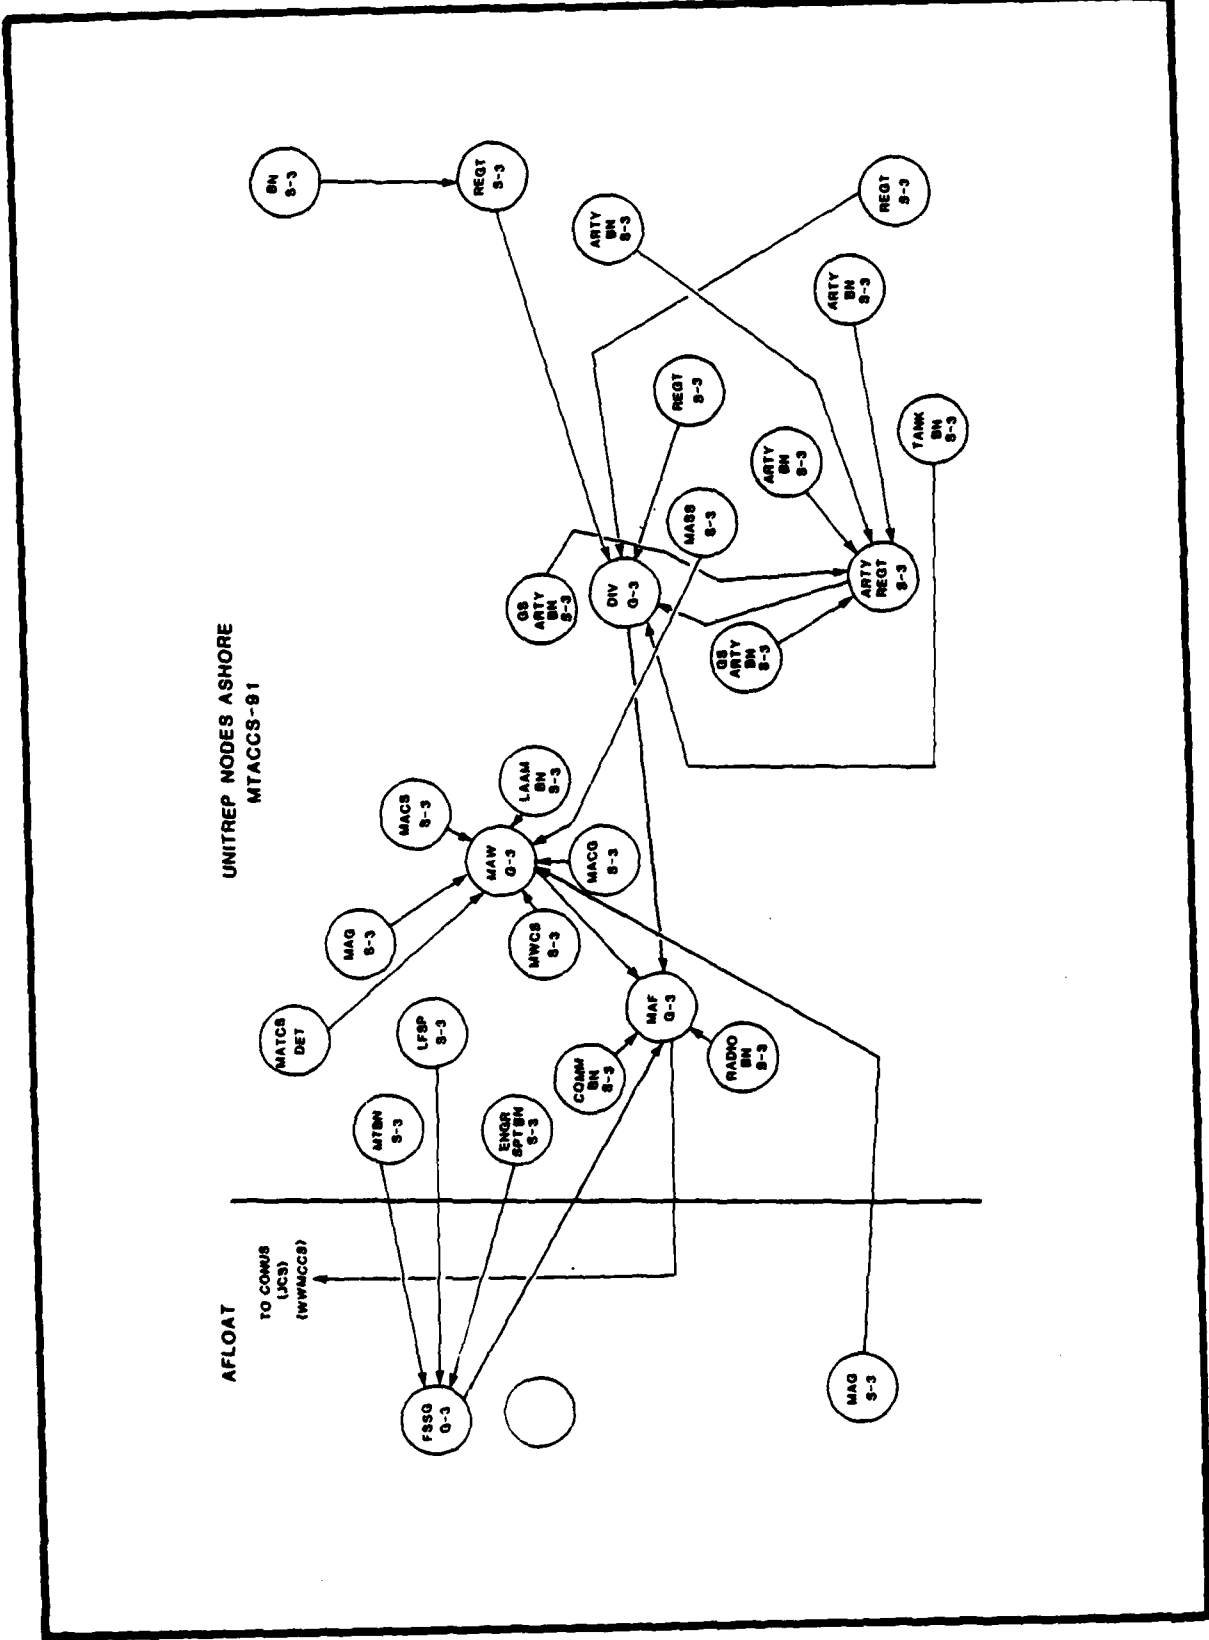 AFLOAT
UNITREP NODES ASHORE
MTACCS-91
TO CONUS
(JCS)
(WWMCCS)
MATCS
DET
BN
S-3
MAG
S-3
MTBN
S-3
MACS
S-3
FSSG
G-3
LFSP
S-3
MAW
G-3
REGT
S-3
ENGR
SPT BN
S-3
MWCS
S-3
LAAM
BN
S-3
GS
ARTY
BN
S-3
COMM
BN
S-3
MACG
S-3
DIV
G-3
ARTY
BN
S-3
MAF
G-3
MASS
S-3
REGT
S-3
RADIO
BN
S-3
GS
ARTY
BN
S-3
ARTY
BN
S-3
MAG
S-3
ARTY
REGT
S-3
ARTY
BN
S-3
REGT
S-3
TANK
BN
S-3